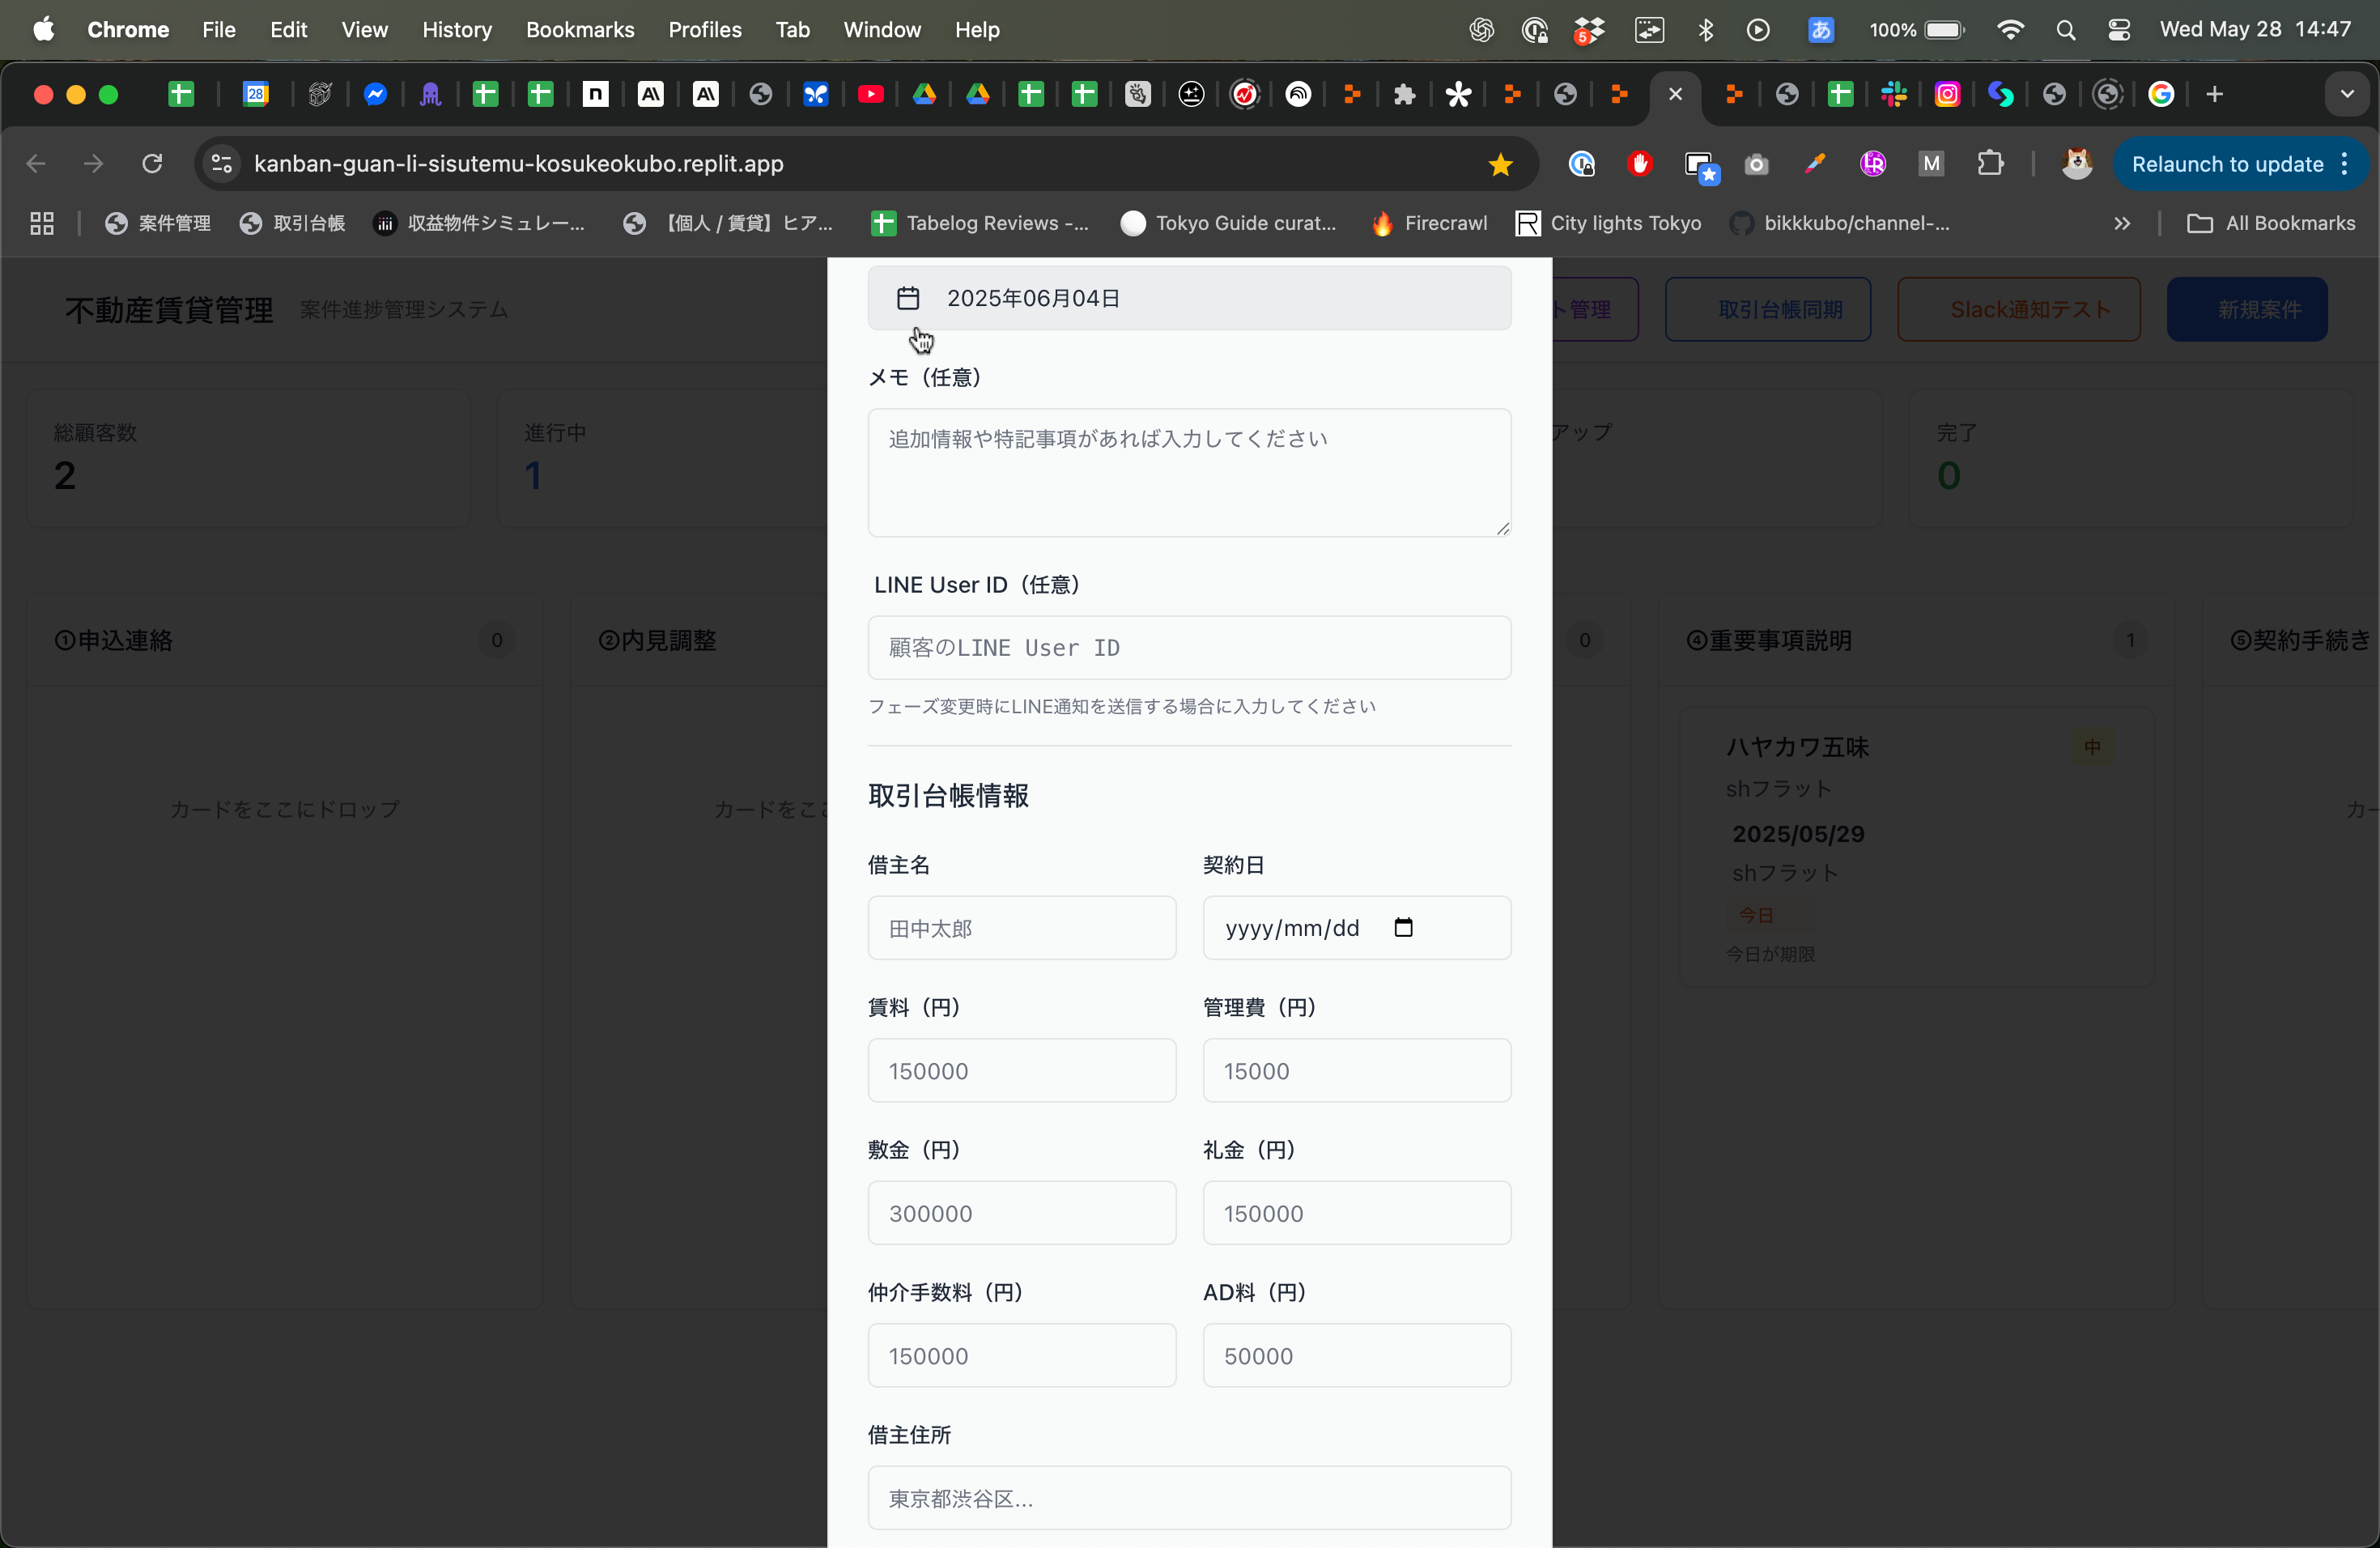 Chrome File Edit View History Bookmarks Profiles Tab Window Help 5 あ 100% Wed May 28 14:47
28
kanban-guan-li-sisutemu-kosukeokubo.replit.app M Relaunch to update
案件管理 取引台帳 収益物件シミュレー... 【個人 / 賃貸】ヒア... Tabelog Reviews -... Tokyo Guide curat... Firecrawl City lights Tokyo bikkkubo/channel-... All Bookmarks
不動産賃貸管理 案件進捗管理システム
ト管理 取引台帳同期 Slack通知テスト 新規案件
2025年06月04日
メモ（任意）
追加情報や特記事項があれば入力してください
総顧客数
2
進行中
1
アップ
完了
0
LINE User ID（任意）
顧客のLINE User ID
フェーズ変更時にLINE通知を送信する場合に入力してください
①申込連絡 0
カードをここにドロップ
②内見調整
カードをここ
0
④重要事項説明 1
ハヤカワ五味 中
shフラット
2025/05/29
shフラット
今日
今日が期限
⑤契約手続き
カー
取引台帳情報
借主名 契約日
田中太郎 yyyy/mm/dd
賃料（円） 管理費（円）
150000 15000
敷金（円） 礼金（円）
300000 150000
仲介手数料（円） AD料（円）
150000 50000
借主住所
東京都渋谷区...